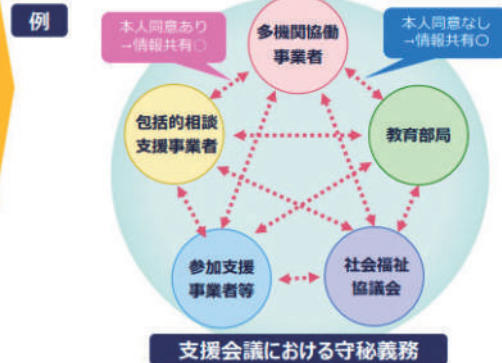 例
本人同意あり
→情報共有○
多機関協働
事業者
本人同意なし
→情報共有○
包括的相談
支援事業者
教育部局
参加支援
事業者等
社会福祉
協議会
支援会議における守秘義務